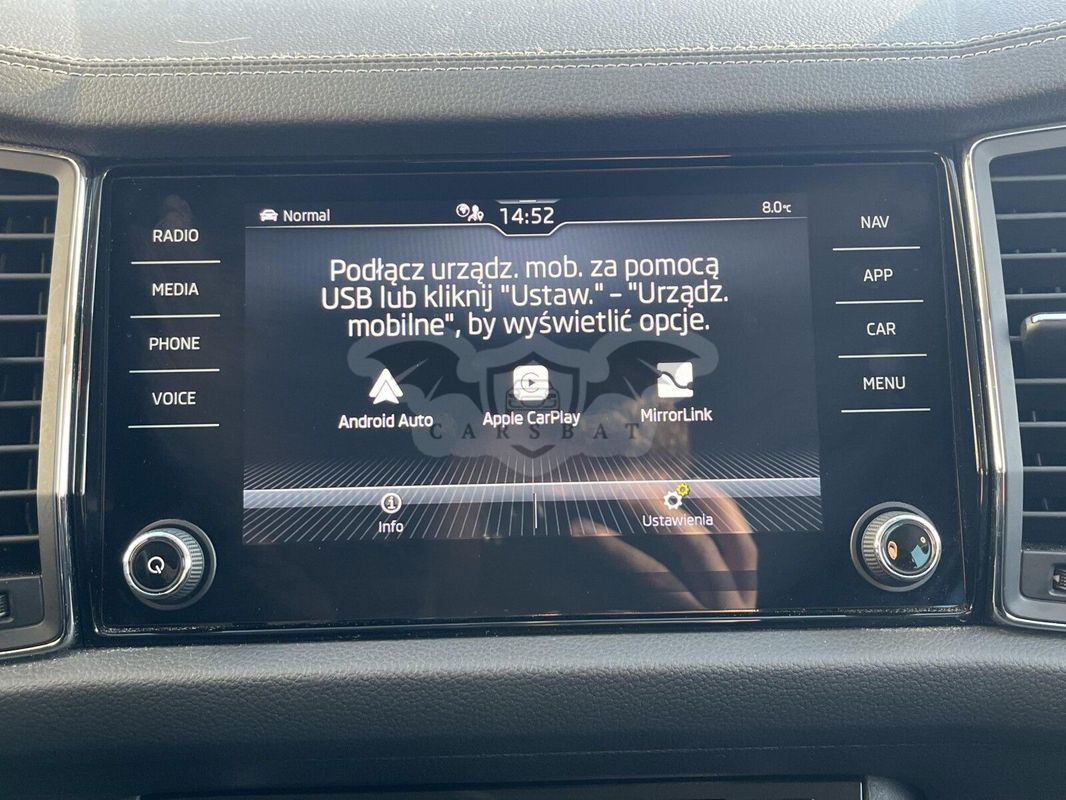 Normal
14:52
8.0°C
RADIO
MEDIA
PHONE
VOICE
NAV
APP
CAR
MENU
Podłącz urządz. mob. za pomocą
USB lub kliknij "Ustaw." – "Urządz.
mobilne", by wyświetlić opcje.
Android Auto
Apple CarPlay
MirrorLink
CARSBAT
Info
Ustawienia